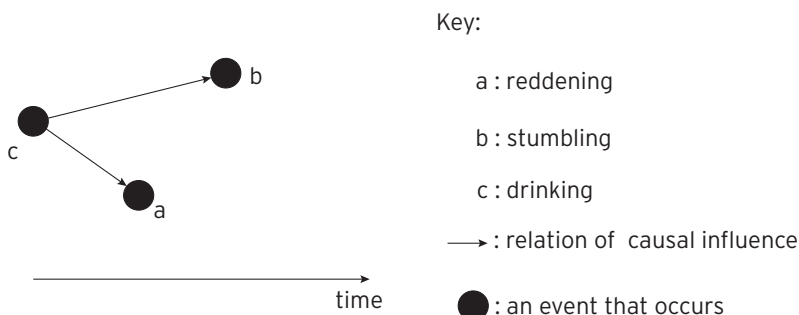 Key:
b
a : reddening
c
b : stumbling
a
c : drinking
: relation of causal influence
time
: an event that occurs